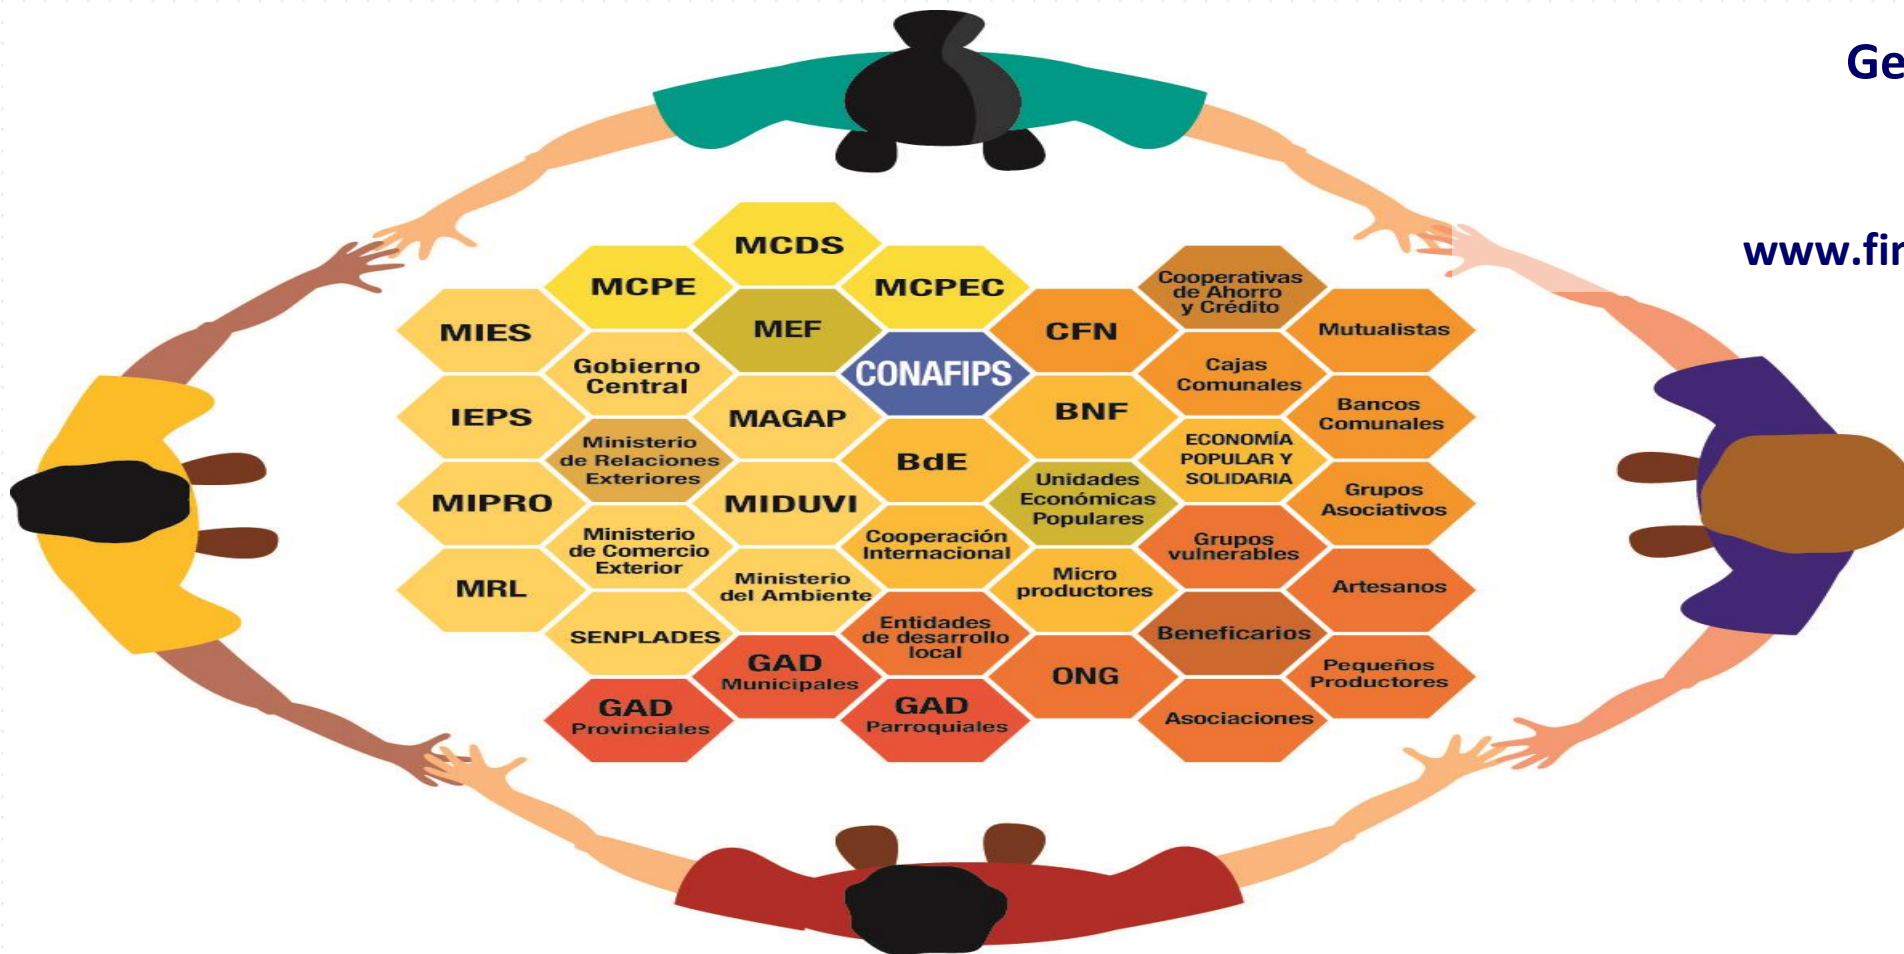 Ge
www.fir
MCDS
MCPE
MCPEC
Cooperativas
de Ahorro
y Crédito
MIES
MEF
CFN
Mutualistas
Gobierno
Central
CONAFIPS
Cajas
Comunales
IEPS
MAGAP
BNF
Bancos
Comunales
Ministerio
de Relaciones
Exteriores
BdE
ECONOMÍA
POPULAR Y
SOLIDARIA
MIPRO
MIDUVI
Unidades
Económicas
Populares
Grupos
Asociativos
Ministerio
de Comercio
Exterior
Cooperación
Internacional
Grupos
vulnerables
MRL
Ministerio
del Ambiente
Micro
productores
Artesanos
SENPLADES
Entidades
de desarrollo
local
Beneficarios
GAD
Municipales
ONG
Pequeños
Productores
GAD
Provinciales
GAD
Parroquiales
Asociaciones